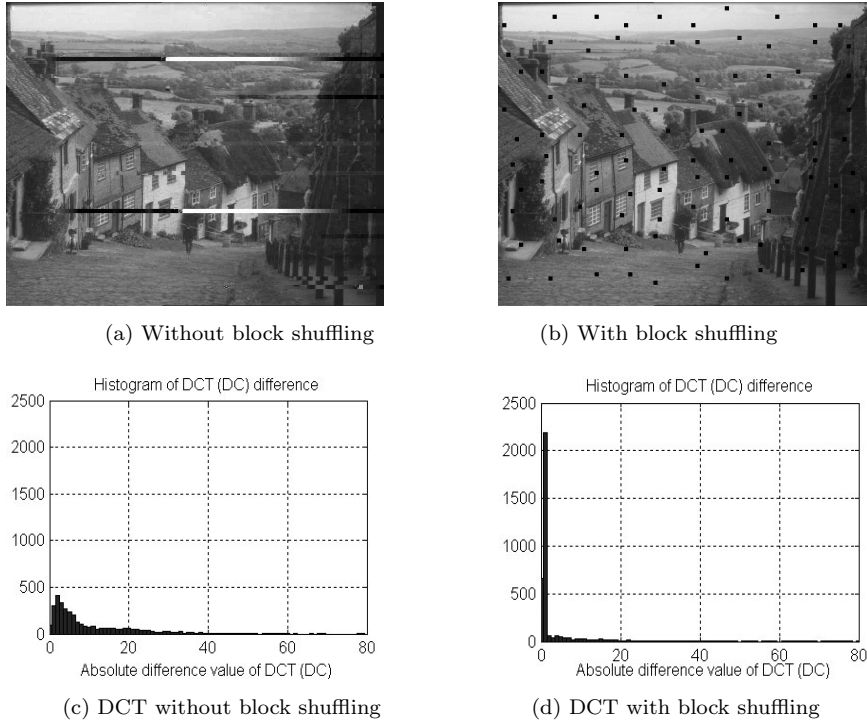 (a) Without block shuffling
(b) With block shuffling
Histogram of DCT (DC) difference
2500
2000
1500
1000
500
0
0 20 40 60 80
Absolute difference value of DCT (DC)
(c) DCT without block shuffling
Histogram of DCT (DC) difference
2500
2000
1500
1000
500
0
0 20 40 60 80
Absolute difference value of DCT (DC)
(d) DCT with block shuffling